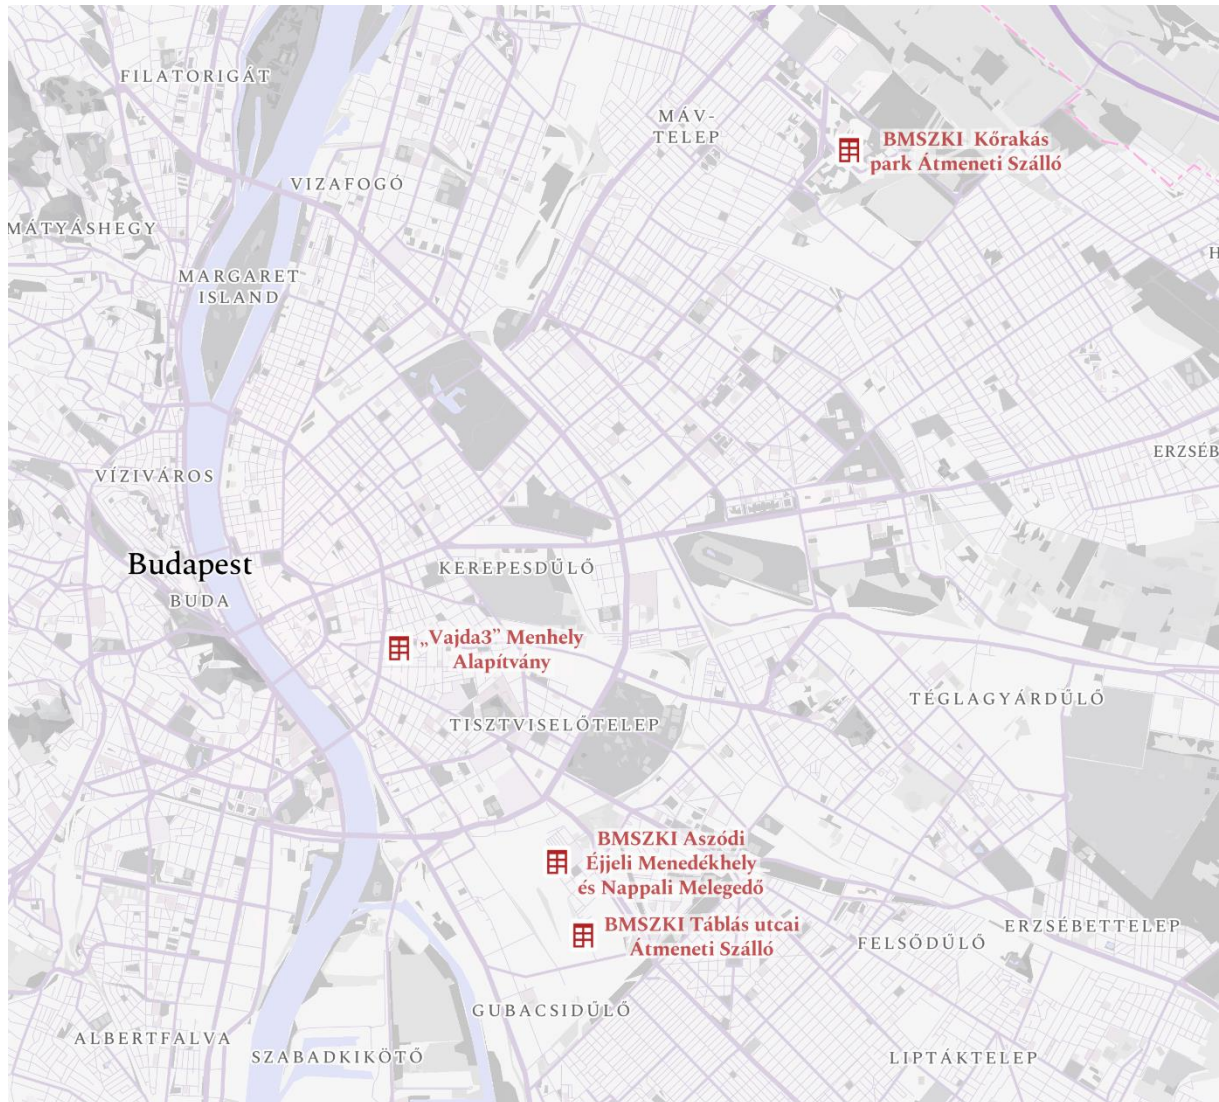 FILATORIGÁT
MÁV-
TELEP
BMSZKI Kőrakás
park Átmeneti Szálló
VIZAFOGÓ
MÁTYÁSHEGY
H
MARGARET
ISLAND
ERZSÉB
VÍZIVÁROS
Budapest
KEREPESDŰLŐ
BUDA
„Vajda3” Menhely
Alapítvány
TÉGLAGYÁRDŰLŐ
TISZTVISELŐTELEP
BMSZKI Aszódi
Éjjeli Menedékhely
és Nappali Melegedő
BMSZKI Táblás utcai
Átmeneti Szálló
ERZSÉBETTELEP
FELSŐDŰLŐ
GUBACSIDŰLŐ
ALBERTFALVA
SZABADKIKÖTŐ
LIPTÁKTELEP